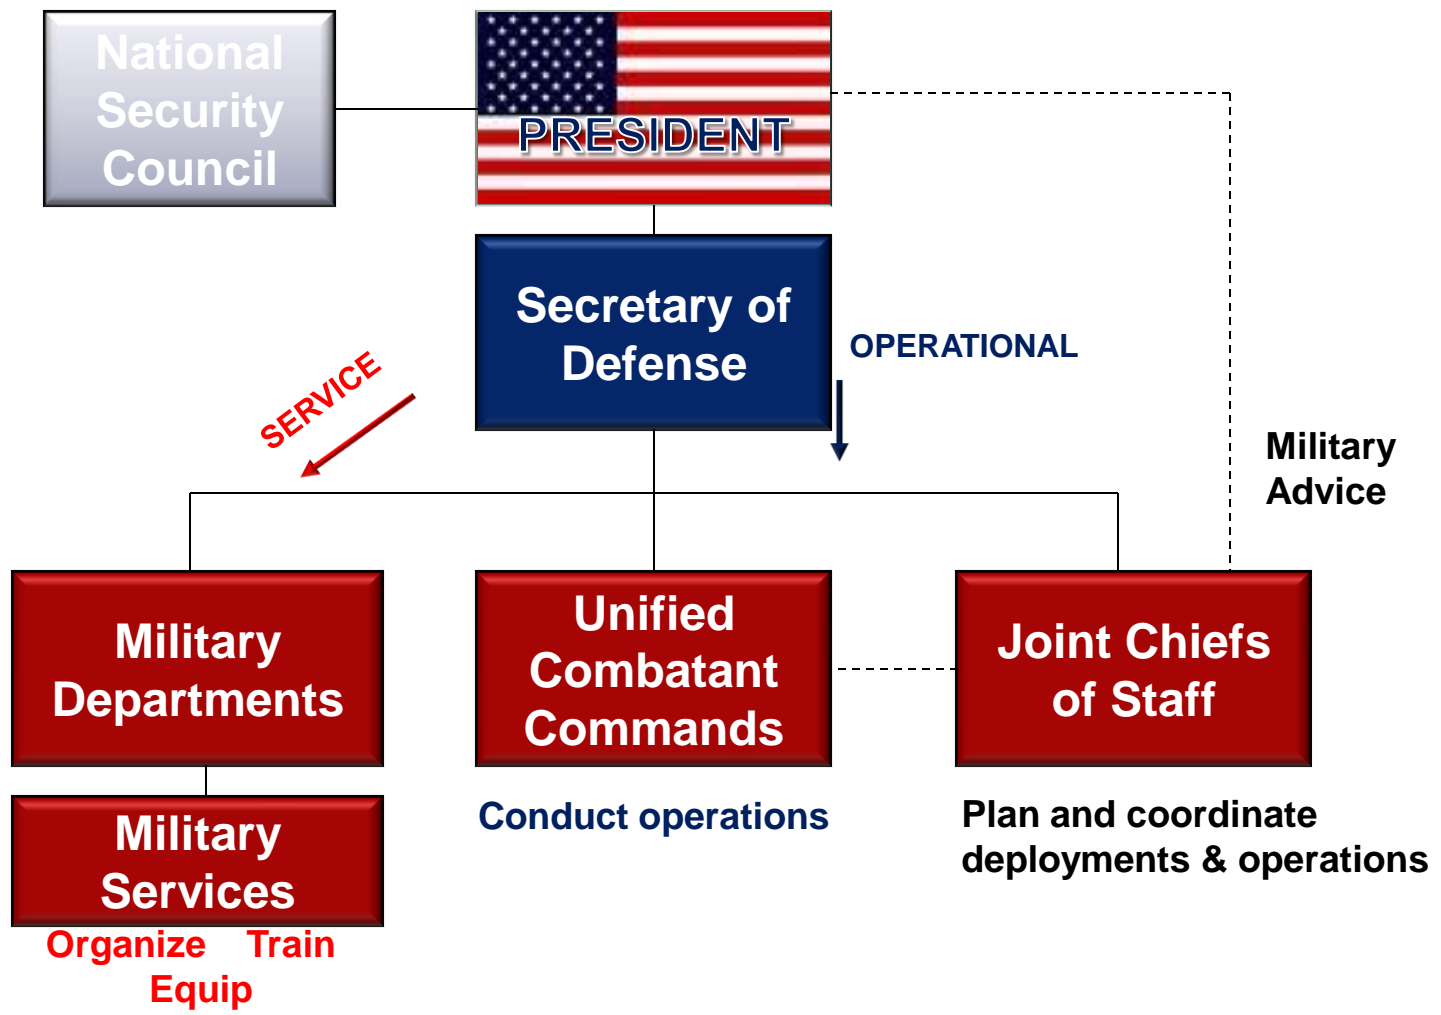 National
Security
Council
PRESIDENT
Secretary of
Defense
OPERATIONAL
SERVICE
Military
Advice
Military
Departments
Unified
Combatant
Commands
Joint Chiefs
of Staff
Conduct operations
Plan and coordinate
deployments & operations
Military
Services
Organize Train
Equip